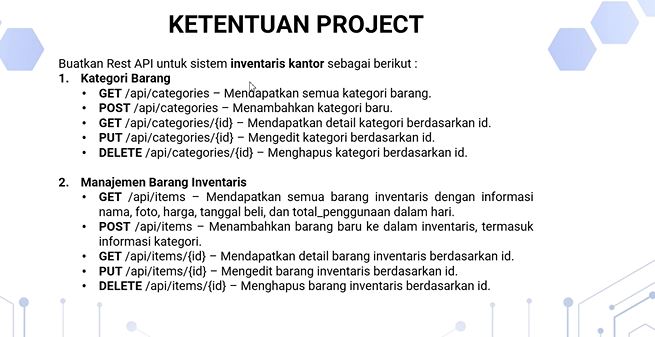 KETENTUAN PROJECT
Buatkan Rest API untuk sistem inventaris kantor sebagai berikut :
1. Kategori Barang
• GET /api/categories – Mendapatkan semua kategori barang.
• POST /api/categories – Menambahkan kategori baru.
• GET /api/categories/{id} – Mendapatkan detail kategori berdasarkan id.
• PUT /api/categories/{id} – Mengedit kategori berdasarkan id.
• DELETE /api/categories/{id} – Menghapus kategori berdasarkan id.
2. Manajemen Barang Inventaris
• GET /api/items – Mendapatkan semua barang inventaris dengan informasi
nama, foto, harga, tanggal beli, dan total_penggunaan dalam hari.
• POST /api/items – Menambahkan barang baru ke dalam inventaris, termasuk
informasi kategori.
• GET /api/items/{id} – Mendapatkan detail barang inventaris berdasarkan id.
• PUT /api/items/{id} – Mengedit barang inventaris berdasarkan id.
• DELETE /api/items/{id} – Menghapus barang inventaris berdasarkan id.